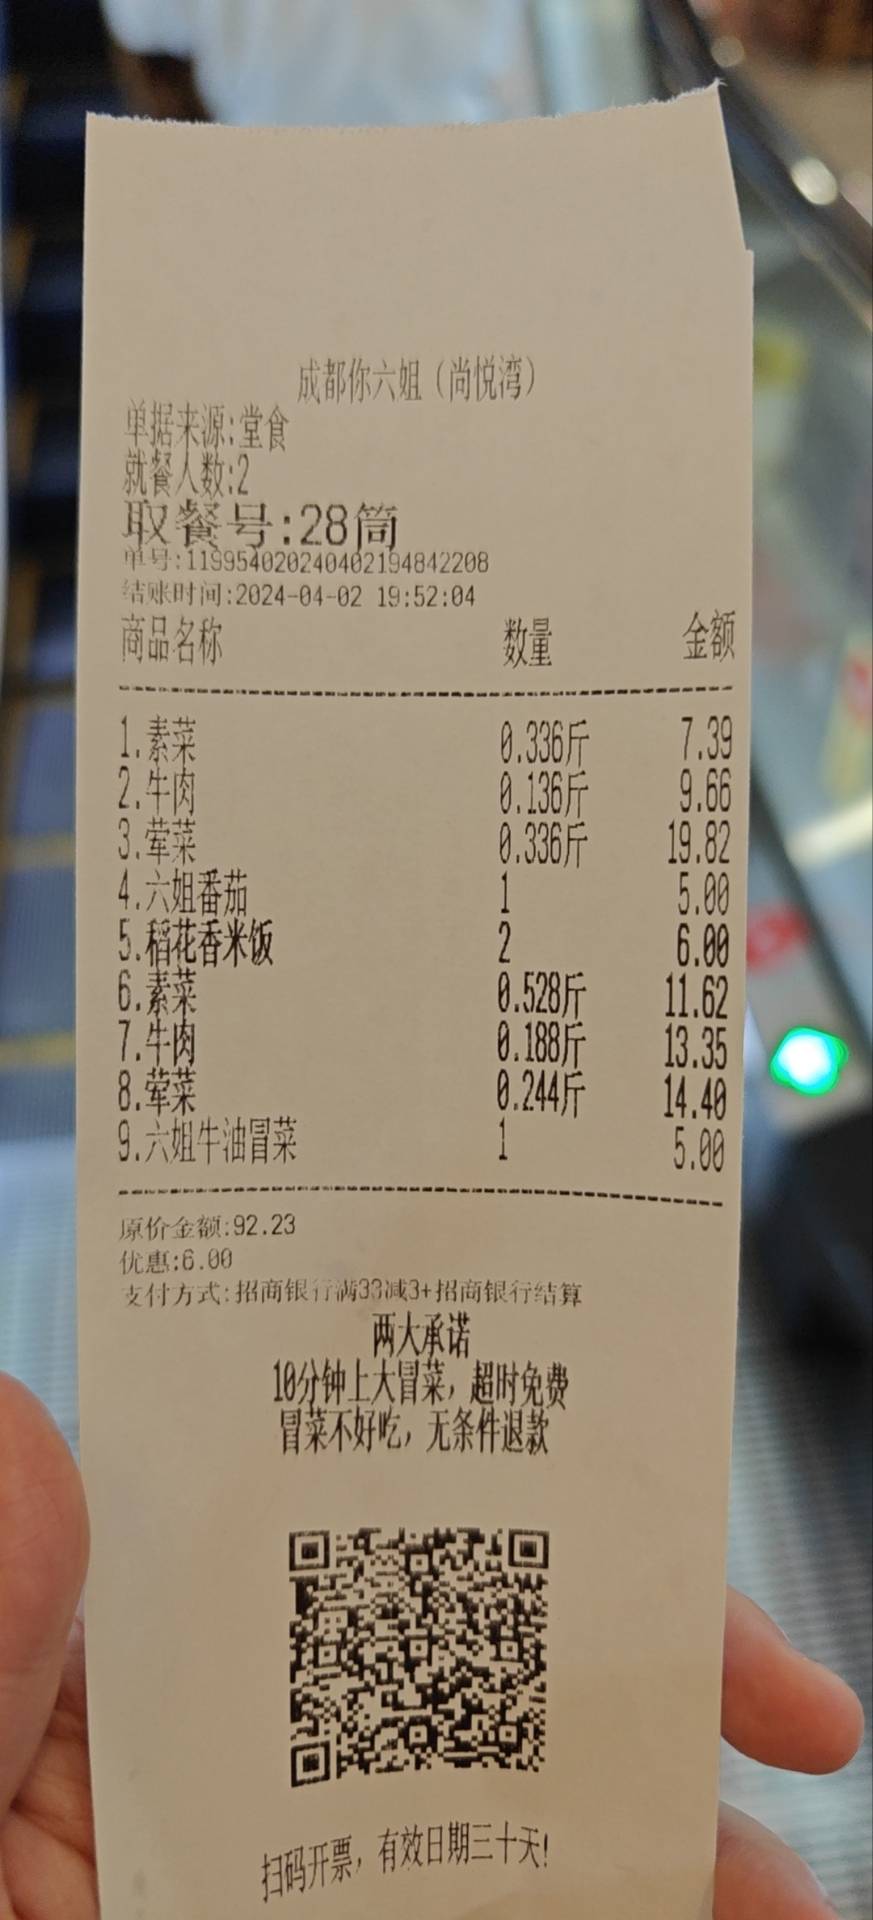 成都你六姐（尚悦湾）
单据来源:堂食
就餐人数:2
取餐号:28筒
单号:119954020240402194842208
结账时间:2024-04-02 19:52:04
商品名称 数量 金额
1.素菜 0.336斤 7.39
2.牛肉 0.136斤 9.66
3.荤菜 0.336斤 19.82
4.六姐番茄 1 5.00
5.稻花香米饭 2 6.00
6.素菜 0.528斤 11.62
7.牛肉 0.188斤 13.35
8.荤菜 0.244斤 14.40
9.六姐牛油冒菜 1 5.00
原价金额:92.23
优惠:6.00
支付方式:招商银行满33减3+招商银行结算
两大承诺
10分钟上大冒菜，超时免费
冒菜不好吃，无条件退款
扫码开票，有效日期三十天!